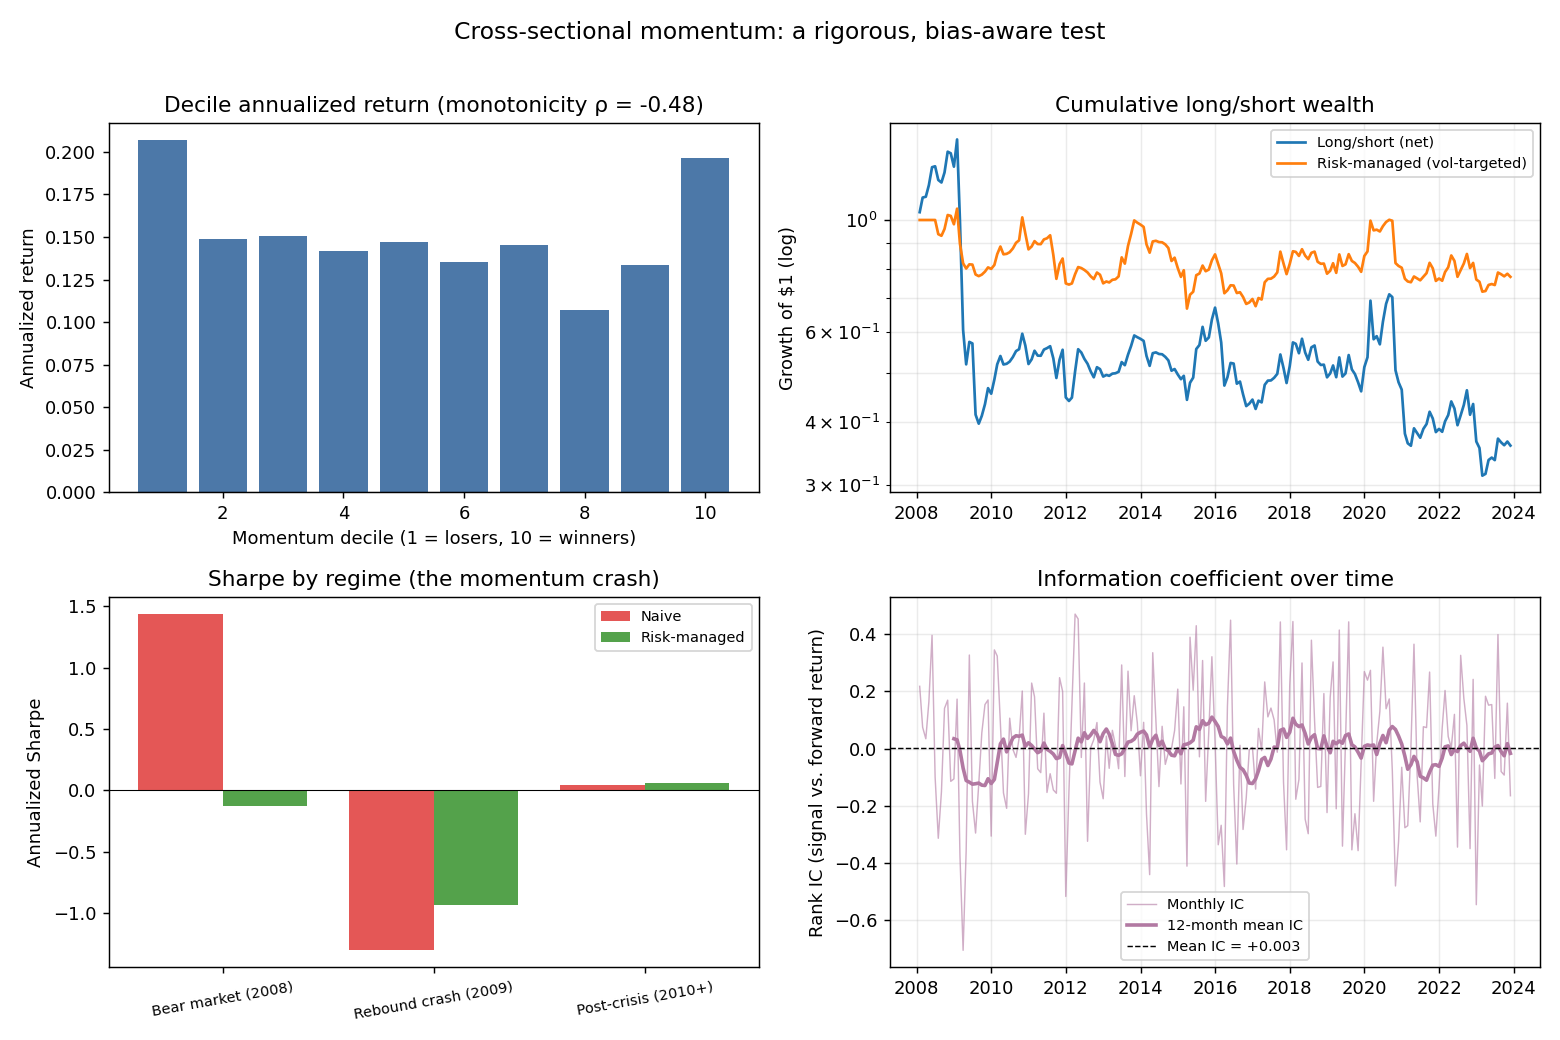 Cross-sectional momentum: a rigorous, bias-aware test
Decile annualized return (monotonicity ρ = -0.48)
Annualized return
0.200
0.175
0.150
0.125
0.100
0.075
0.050
0.025
0.000
2 4 6 8 10
Momentum decile (1 = losers, 10 = winners)
Cumulative long/short wealth
Growth of $1 (log)
Long/short (net)
Risk-managed (vol-targeted)
10⁰
6 × 10⁻¹
4 × 10⁻¹
3 × 10⁻¹
2008 2010 2012 2014 2016 2018 2020 2022 2024
Sharpe by regime (the momentum crash)
Annualized Sharpe
Naive
Risk-managed
1.5
1.0
0.5
0.0
−0.5
−1.0
Bear market (2008)
Rebound crash (2009)
Post-crisis (2010+)
Information coefficient over time
Rank IC (signal vs. forward return)
0.4
0.2
0.0
−0.2
−0.4
−0.6
Monthly IC
12-month mean IC
Mean IC = +0.003
2008 2010 2012 2014 2016 2018 2020 2022 2024